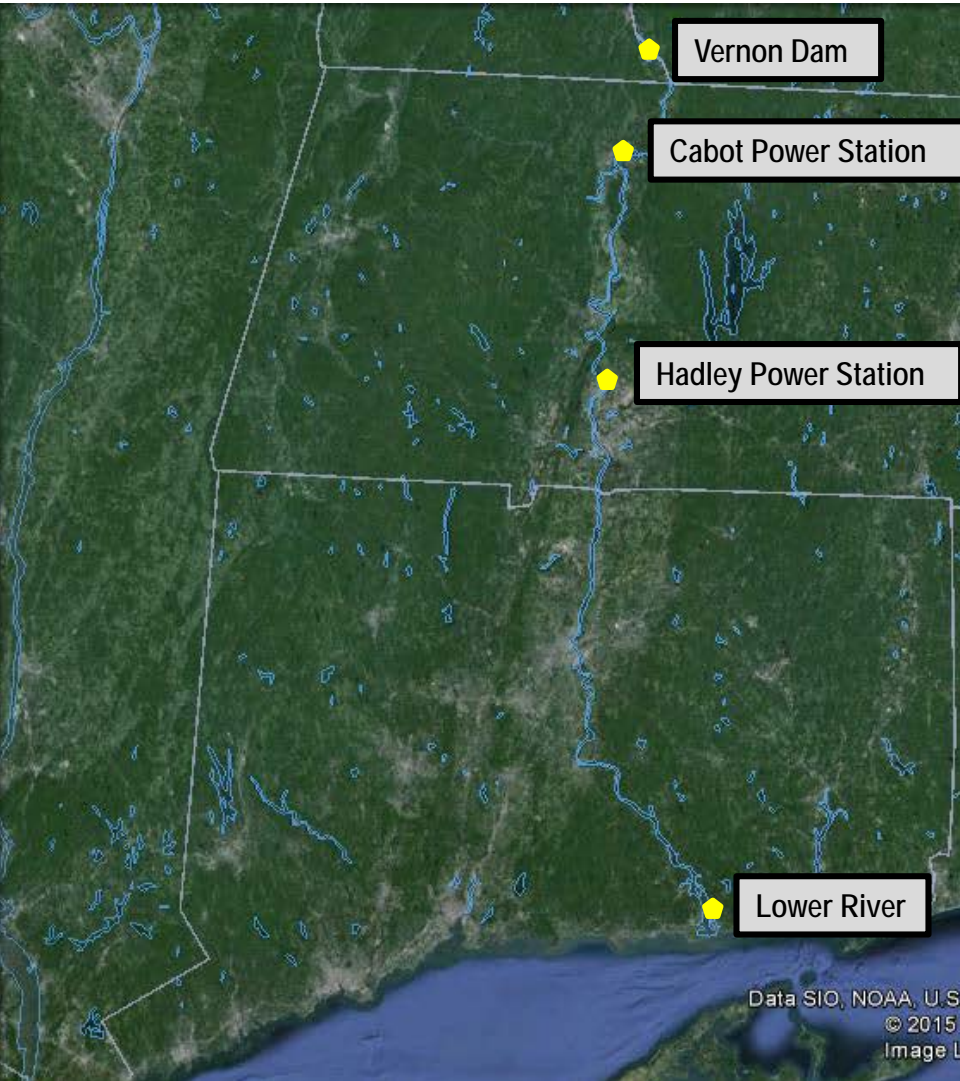 Vernon Dam
Cabot Power Station
Hadley Power Station
Lower River
Data SIO, NOAA, U.S
© 2015
Image L